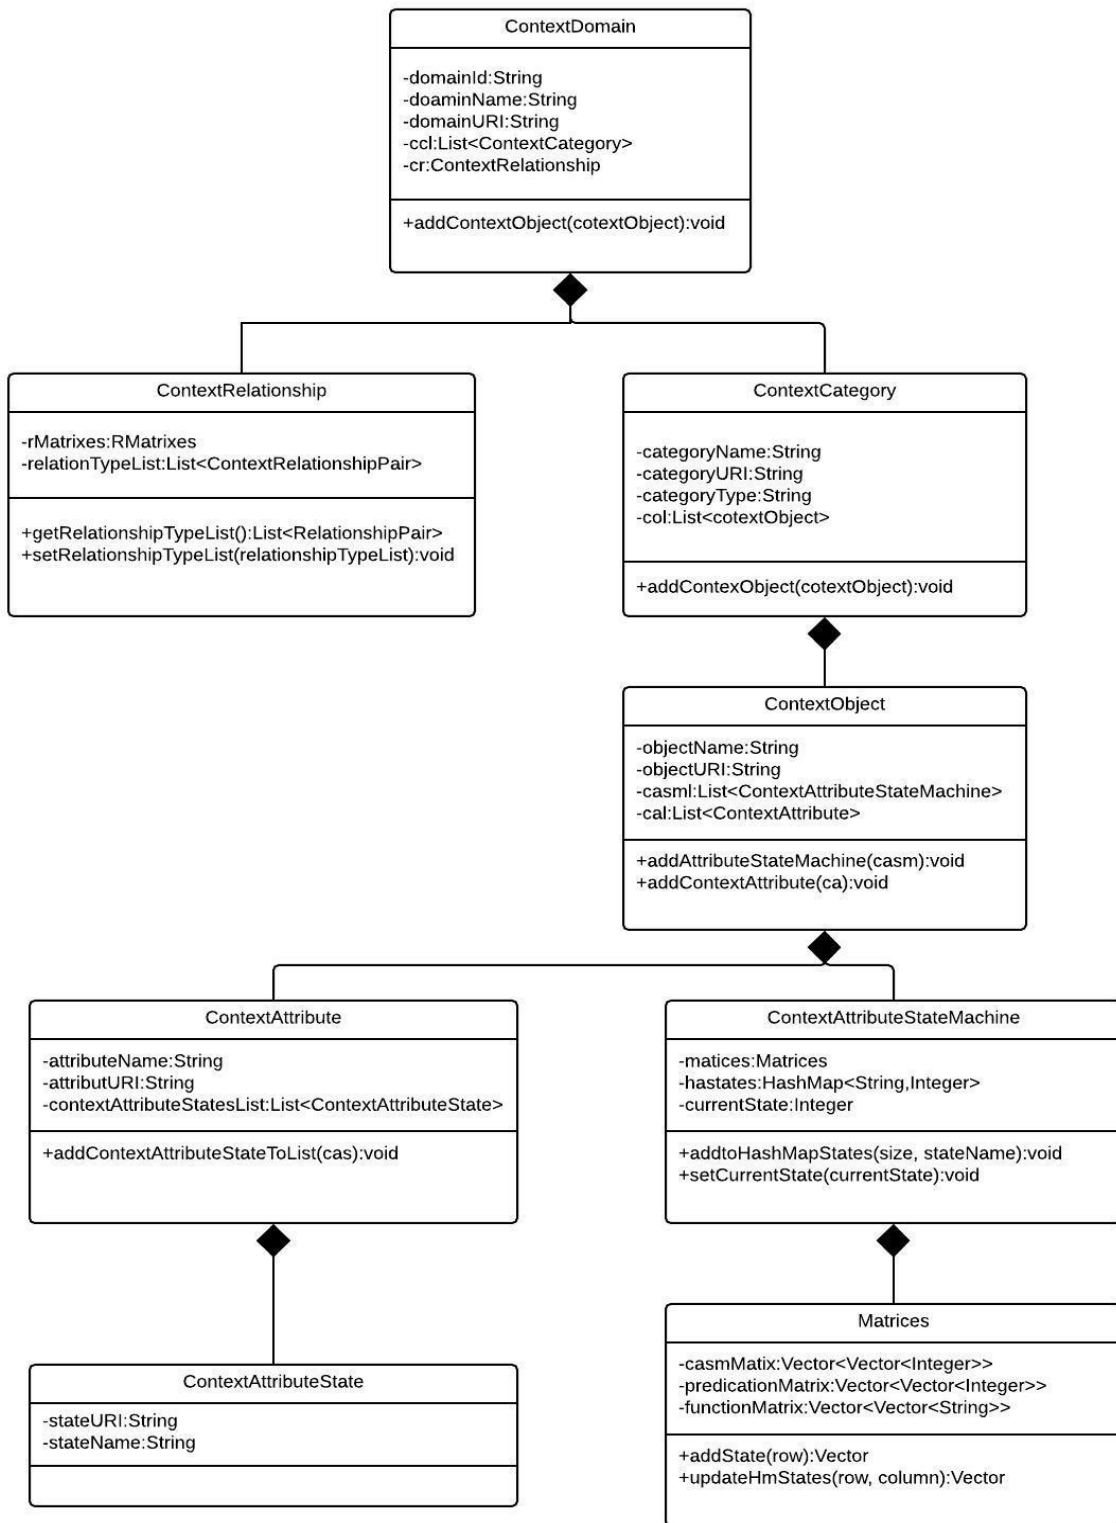 ContextDomain
-domainId:String
-doaminName:String
-domainURI:String
-ccl:List<ContextCategory>
-cr:ContextRelationship
+addContextObject(cotextObject):void
ContextRelationship
-rMatrixes:RMatrixes
-relationTypeList:List<ContextRelationshipPair>
+getRelationshipTypeList():List<RelationshipPair>
+setRelationshipTypeList(relationshipTypeList):void
ContextCategory
-categoryName:String
-categoryURI:String
-categoryType:String
-col:List<cotextObject>
+addContexObject(cotextObject):void
ContextObject
-objectName:String
-objectURI:String
-casml:List<ContextAttributeStateMachine>
-cal:List<ContextAttribute>
+addAttributeStateMachine(casm):void
+addContextAttribute(ca):void
ContextAttribute
-attributeName:String
-attributURI:String
-contextAttributeStatesList:List<ContextAttributeState>
+addContextAttributeStateToList(cas):void
ContextAttributeStateMachine
-matices:Matrices
-hastates:HashMap<String,Integer>
-currentState:Integer
+addtoHashMapStates(size, stateName):void
+setCurrentState(currentState):void
ContextAttributeState
-stateURI:String
-stateName:String
Matrices
-casmMatix:Vector<Vector<Integer>>
-predicationMatrix:Vector<Vector<Integer>>
-functionMatrix:Vector<Vector<String>>
+addState(row):Vector
+updateHmStates(row, column):Vector